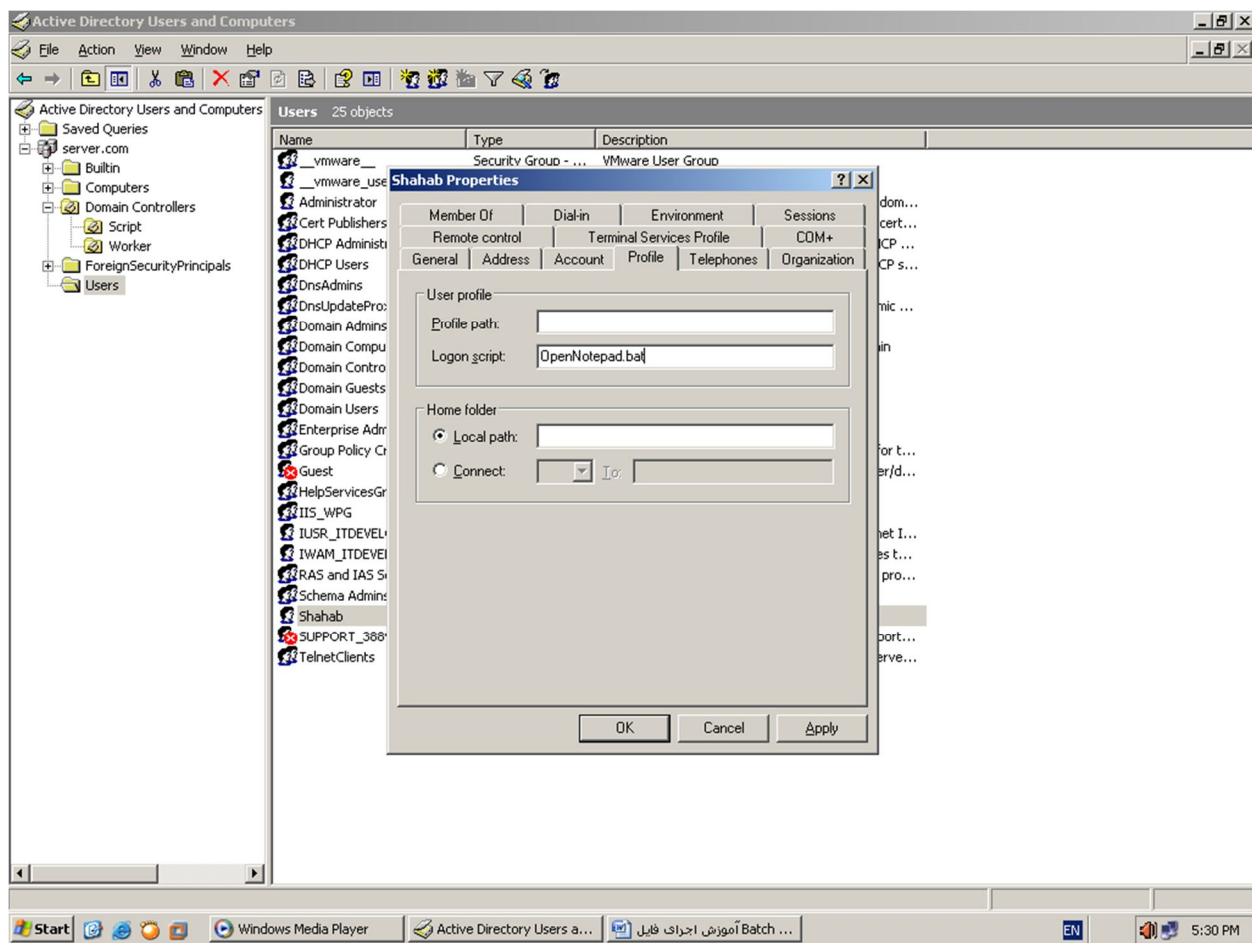 Active Directory Users and Computers
File Action View Window Help
Active Directory Users and Computers
Saved Queries
server.com
Builtin
Computers
Domain Controllers
Script
Worker
ForeignSecurityPrincipals
Users
Users 25 objects
Name Type Description
__vmware__ Security Group - ... VMware User Group
__vmware_use
Administrator dom...
Cert Publishers cert...
DHCP Administ ICP ...
DHCP Users CP s...
DnsAdmins
DnsUpdatePro mic ...
Domain Admins
Domain Compu in
Domain Contro
Domain Guests
Domain Users
Enterprise Adm
Group Policy Cr for t...
Guest er/d...
HelpServicesGr
IIS_WPG
IUSR_ITDEVEL net I...
IWAM_ITDEVE es t...
RAS and IAS Se pro...
Schema Admins
Shahab
SUPPORT_388 port...
TelnetClients erve...
Shahab Properties
Member Of Dial-in Environment Sessions
Remote control Terminal Services Profile COM+
General Address Account Profile Telephones Organization
User profile
Profile path:
Logon script: OpenNotepad.bat
Home folder
Local path:
Connect: To:
OK Cancel Apply
Start Windows Media Player Active Directory Users a... آموزش اجرای فایل Batch ... EN 5:30 PM